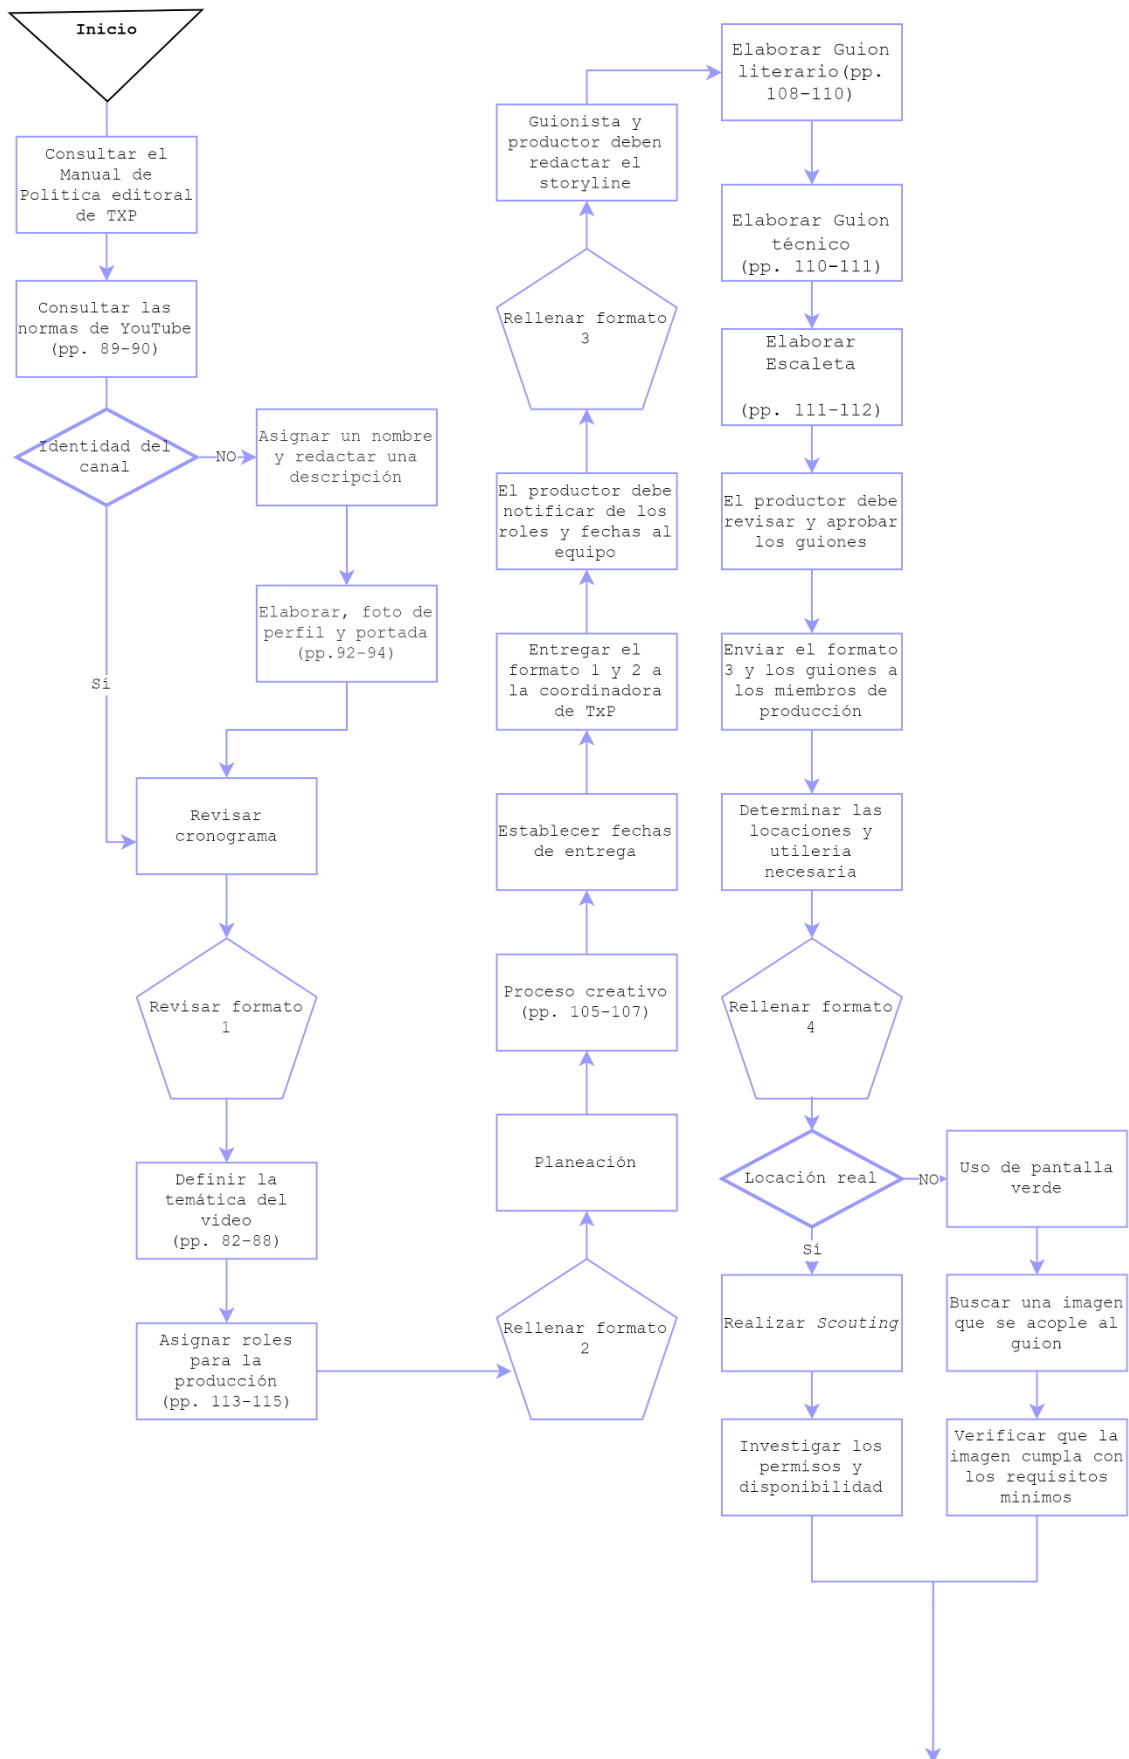 Inicio
Consultar el
Manual de
Política editoral
de TXP
Consultar las
normas de YouTube
(pp. 89-90)
Identidad del
canal
NO
Asignar un nombre
y redactar una
descripción
Elaborar, foto de
perfil y portada
(pp.92-94)
Sí
Revisar
cronograma
Revisar formato
1
Definir la
temática del
video
(pp. 82-88)
Asignar roles
para la
producción
(pp. 113-115)
Rellenar formato
2
Planeación
Proceso creativo
(pp. 105-107)
Establecer fechas
de entrega
Entregar el
formato 1 y 2 a
la coordinadora
de TxP
El productor debe
notificar de los
roles y fechas al
equipo
Rellenar formato
3
Guionista y
productor deben
redactar el
storyline
Elaborar Guion
literario(pp.
108-110)
Elaborar Guion
técnico
(pp. 110-111)
Elaborar
Escaleta
(pp. 111-112)
El productor debe
revisar y aprobar
los guiones
Enviar el formato
3 y los guiones a
los miembros de
producción
Determinar las
locaciones y
utileria
necesaria
Rellenar formato
4
Locación real
NO
Uso de pantalla
verde
Sí
Realizar Scouting
Buscar una imagen
que se acople al
guion
Investigar los
permisos y
disponibilidad
Verificar que la
imagen cumpla con
los requisitos
minimos